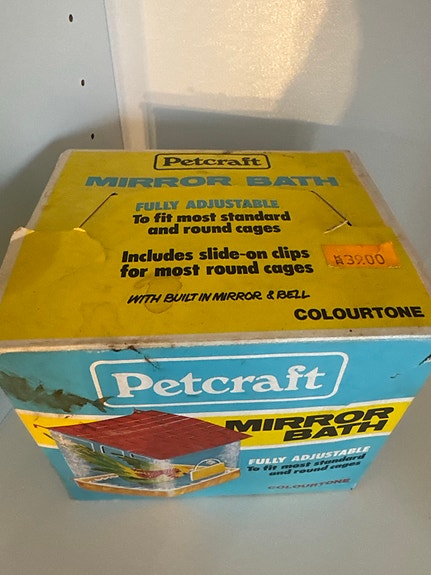 Petcraft
MIRROR BATH
FULLY ADJUSTABLE
To fit most standard
and round cages
Includes slide-on clips
for most round cages
39.00
WITH BUILT IN MIRROR & BELL
COLOURTONE
Petcraft
MIRROR
BATH
FULLY ADJUSTABLE
To fit most standard
and round cages
COLOURTONE